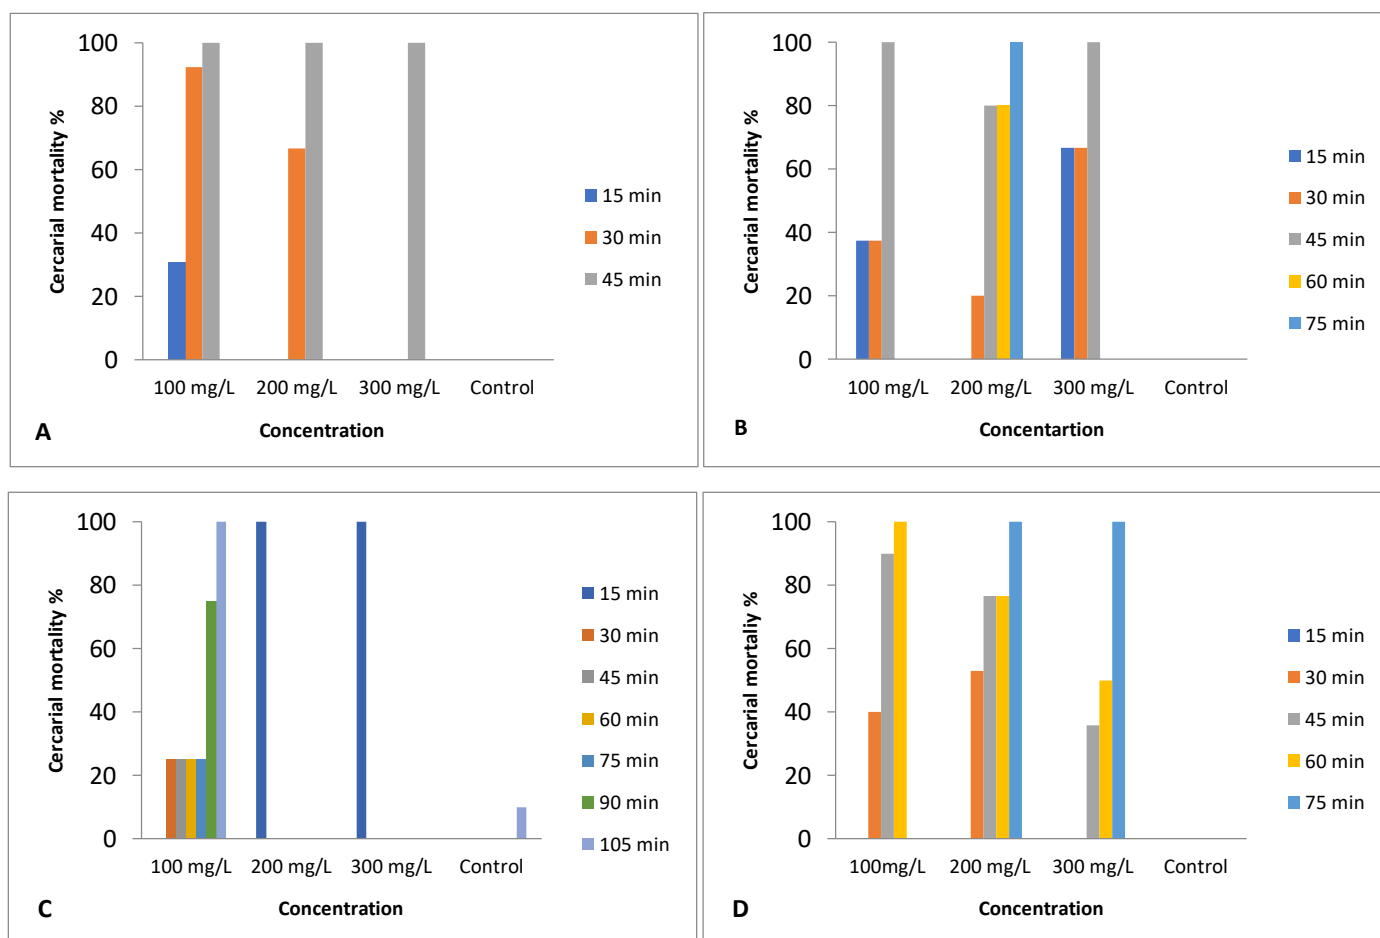 Cercarial mortality %
100
80
60
40
20
0
100 mg/L 200 mg/L 300 mg/L Control
Concentration
A
15 min
30 min
45 min
Cercarial mortality %
100
80
60
40
20
0
100 mg/L 200 mg/L 300 mg/L Control
Concentartion
B
15 min
30 min
45 min
60 min
75 min
Cercarial mortality %
100
80
60
40
20
0
100 mg/L 200 mg/L 300 mg/L Control
Concentration
C
15 min
30 min
45 min
60 min
75 min
90 min
105 min
Cercarial mortaliy %
100
80
60
40
20
0
100mg/L 200 mg/L 300 mg/L Control
Concentration
D
15 min
30 min
45 min
60 min
75 min